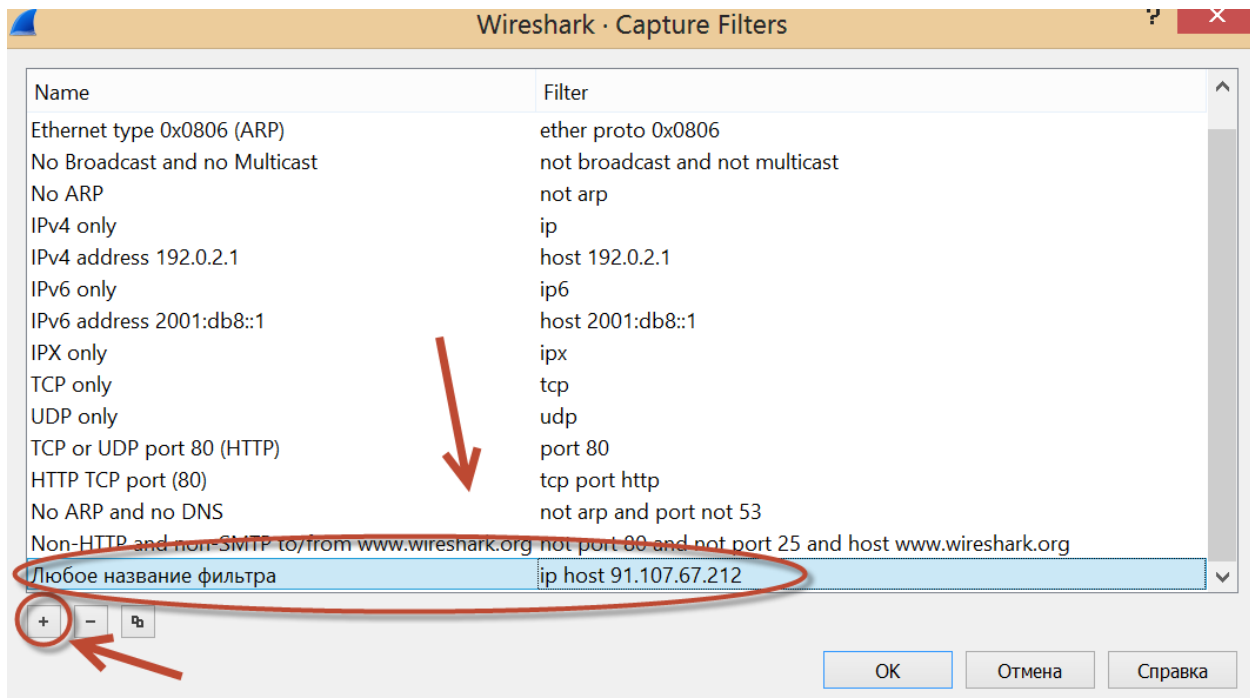 Wireshark · Capture Filters ?
Name Filter
Ethernet type 0x0806 (ARP) ether proto 0x0806
No Broadcast and no Multicast not broadcast and not multicast
No ARP not arp
IPv4 only ip
IPv4 address 192.0.2.1 host 192.0.2.1
IPv6 only ip6
IPv6 address 2001:db8::1 host 2001:db8::1
IPX only ipx
TCP only tcp
UDP only udp
TCP or UDP port 80 (HTTP) port 80
HTTP TCP port (80) tcp port http
No ARP and no DNS not arp and port not 53
Non-HTTP and non-SMTP to/from www.wireshark.org not port 80 and not port 25 and host www.wireshark.org
Любое название фильтра ip host 91.107.67.212
+ −
OK Отмена Справка